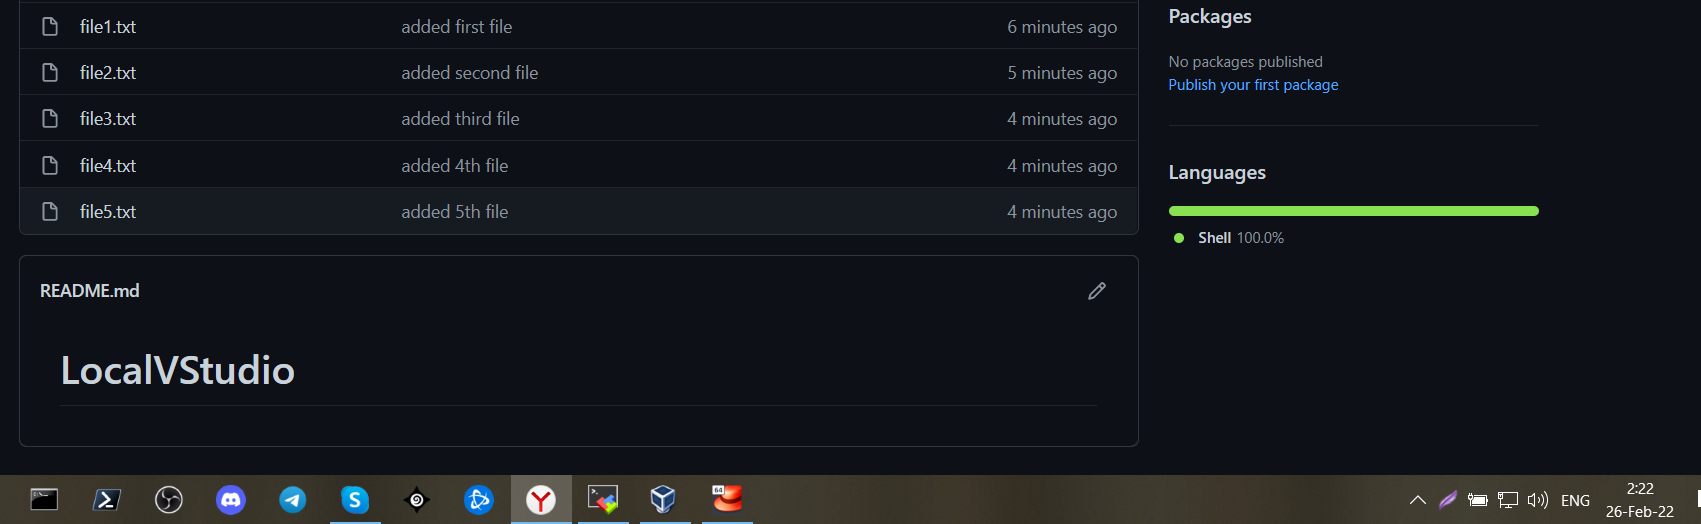 file1.txt added first file 6 minutes ago
file2.txt added second file 5 minutes ago
file3.txt added third file 4 minutes ago
file4.txt added 4th file 4 minutes ago
file5.txt added 5th file 4 minutes ago
README.md
LocalVStudio
Packages
No packages published
Publish your first package
Languages
Shell 100.0%
64
ENG
2:22
26-Feb-22